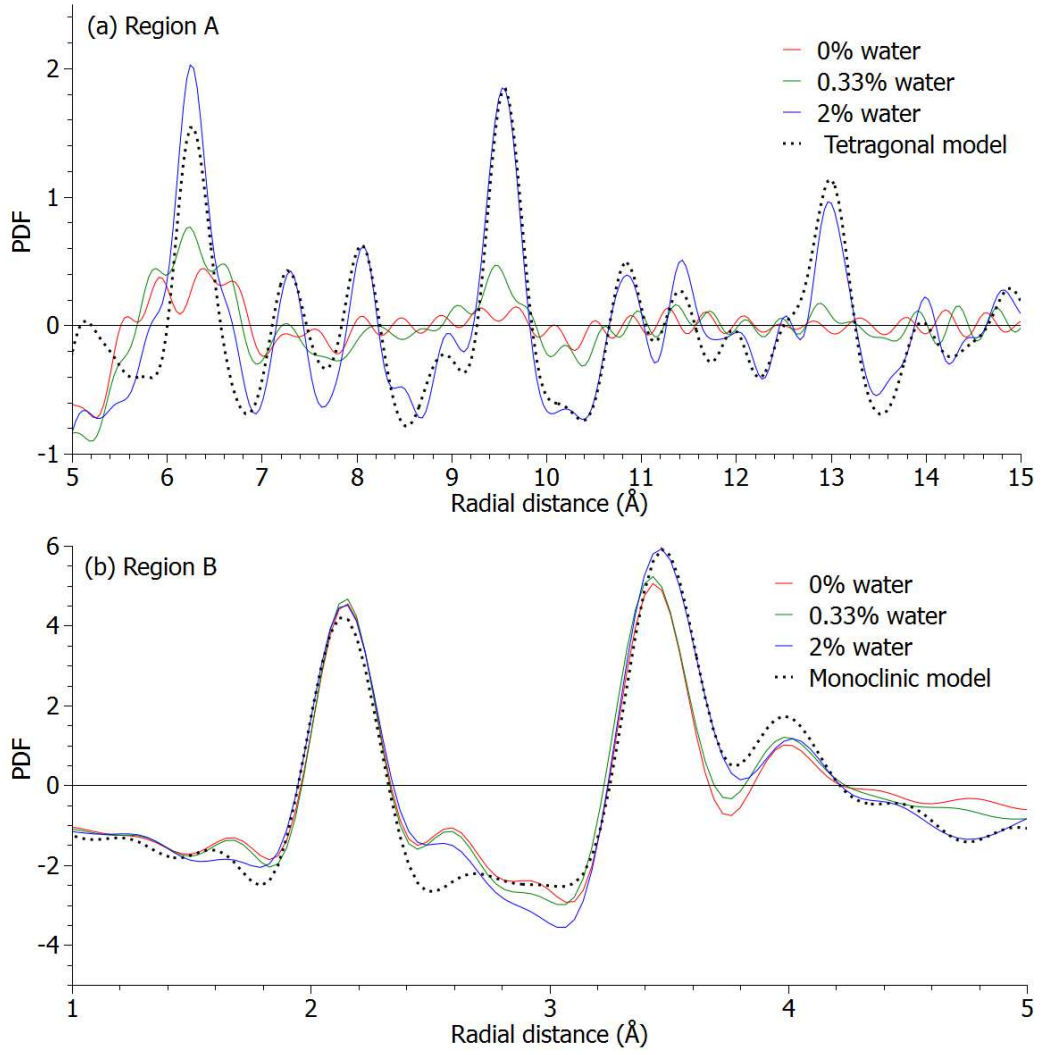 (a) Region A
0% water
0.33% water
2% water
Tetragonal model
PDF
2
1
0
-1
5 6 7 8 9 10 11 12 13 14 15
Radial distance (Å)
(b) Region B
0% water
0.33% water
2% water
Monoclinic model
PDF
6
4
2
0
-2
-4
1 2 3 4 5
Radial distance (Å)